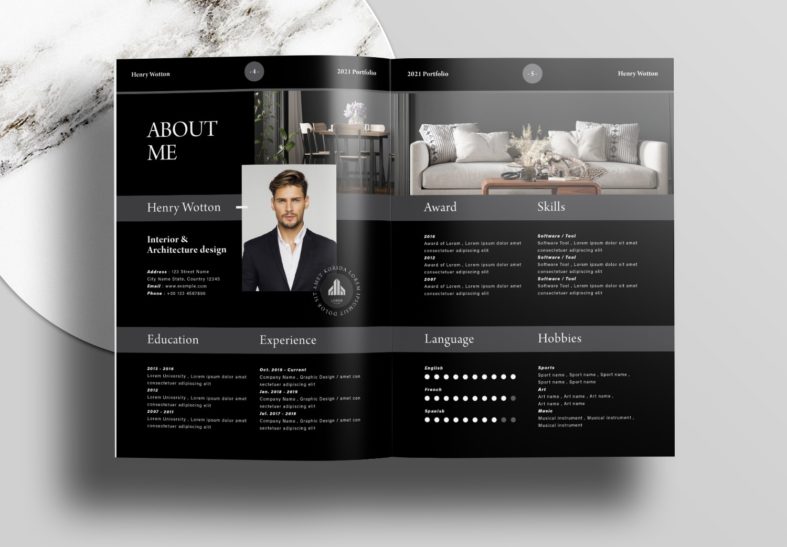 Henry Wotton
- 4 -
2021 Portfolio
ABOUT
ME
Henry Wotton
Interior &
Architecture design
Address : 123 Street Name
City Name State, Country 12345
Email : www.example.com
Phone : +00 123 4567890
LOREM
Education
2013 - 2016
Lorem University , Lorem ipsum dolor amet
consectetuer adipiscing elit
2012
Lorem University , Lorem ipsum dolor amet
consectetuer adipiscing elit
2007 - 2011
Lorem University , Lorem ipsum dolor amet
consectetuer adipiscing elit
Experience
Oct. 2019 - Current
Company Name , Graphic Design / amet con
sectetuer adipiscing elit
Jan. 2018 - 2019
Company Name , Graphic Design / amet con
sectetuer adipiscing elit
Jul. 2017 - 2018
Company Name , Graphic Design / amet con
sectetuer adipiscing elit
2021 Portfolio
- 5 -
Henry Wotton
Award
2016
Award of Lorem , Lorem ipsum dolor amet
consectetuer adipiscing elit
2012
Award of Lorem , Lorem ipsum dolor amet
consectetuer adipiscing elit
2007
Award of Lorem , Lorem ipsum dolor amet
consectetuer adipiscing elit
Skills
Software / Tool
Software Tool , Lorem ipsum dolor sit amet
consectetuer adipiscing elit
Software / Tool
Software Tool , Lorem ipsum dolor sit amet
consectetuer adipiscing elit
Software / Tool
Software Tool , Lorem ipsum dolor sit amet
consectetuer adipiscing elit
Language
English
French
Spanish
Hobbies
Sports
Sport name , Sport name , Sport name ,
Sport name , Sport name
Art
Art name , Art name , Art name ,
Art name , Art name
Music
Musical instrument , Musical instrument ,
Musical instrument